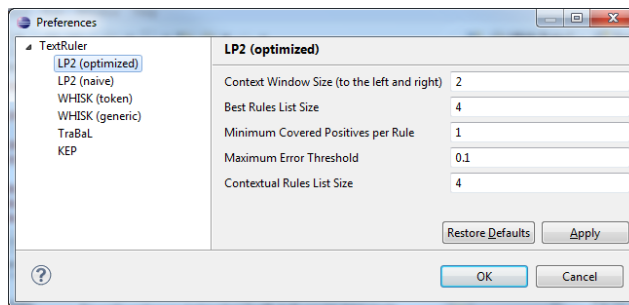 Preferences
TextRuler
LP2 (optimized)
LP2 (naive)
WHISK (token)
WHISK (generic)
TraBaL
KEP
LP2 (optimized)
Context Window Size (to the left and right) 2
Best Rules List Size 4
Minimum Covered Positives per Rule 1
Maximum Error Threshold 0.1
Contextual Rules List Size 4
Restore Defaults Apply
? OK Cancel